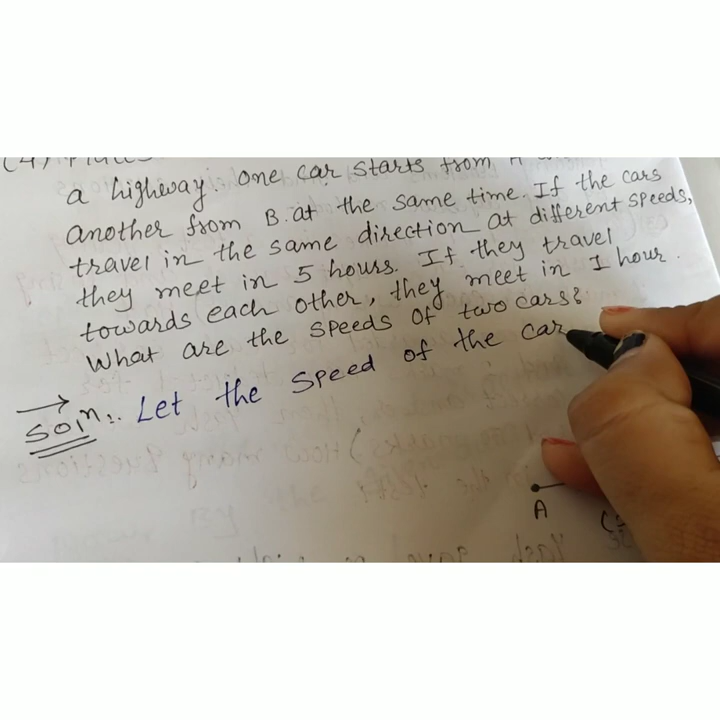 (4)
a highway. One car starts from A
another from B. at the same time. If the cars
travel in the same direction at different speeds,
they meet in 5 hours. If they travel
towards each other, they meet in 1 hour.
What are the speeds of two cars?
Soln:. Let the speed of the car
A